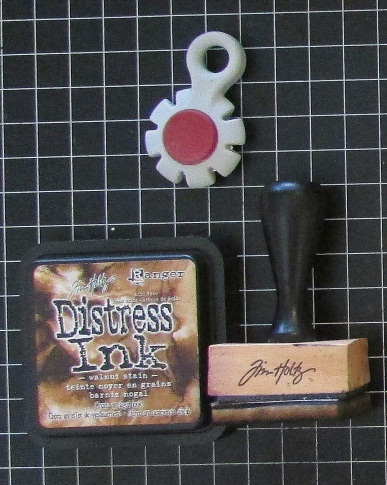 Tim Holtz
Ranger
Distress
Ink
- walnut stain -
teinte noyer en grains
barniz nogal
Tim Holtz